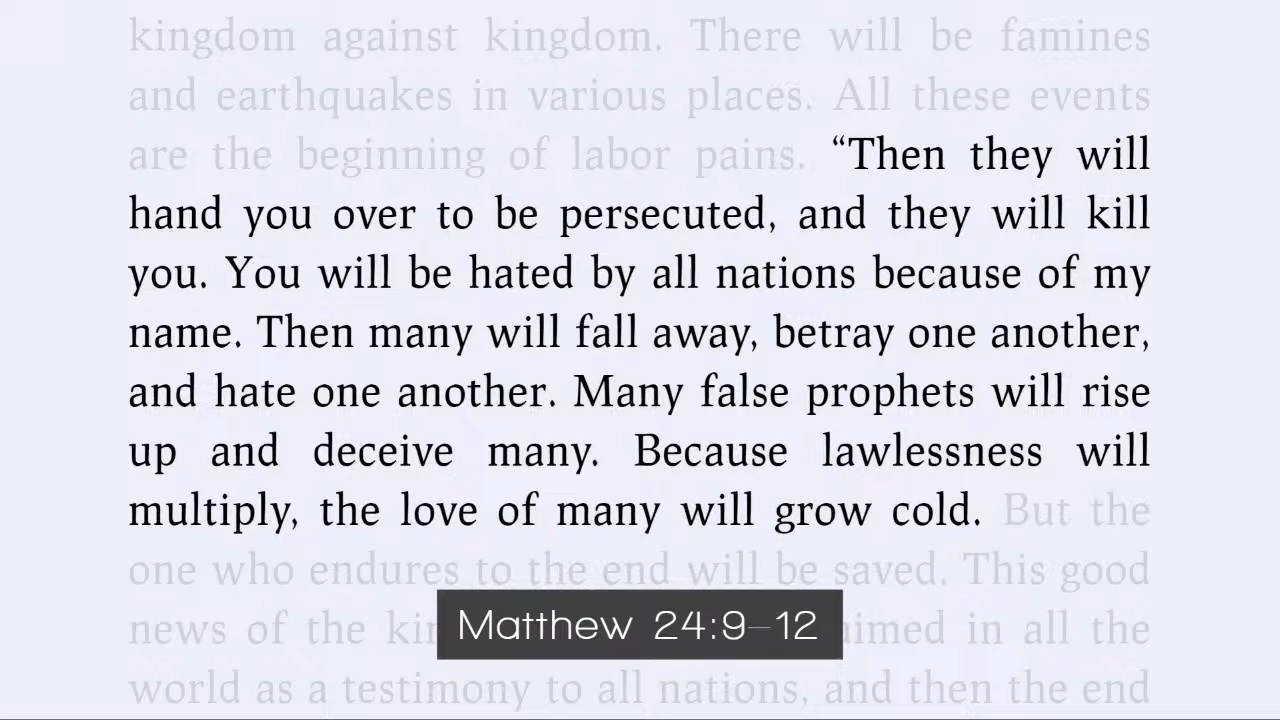 kingdom against kingdom. There will be famines
and earthquakes in various places. All these events
are the beginning of labor pains. “Then they will
hand you over to be persecuted, and they will kill
you. You will be hated by all nations because of my
name. Then many will fall away, betray one another,
and hate one another. Many false prophets will rise
up and deceive many. Because lawlessness will
multiply, the love of many will grow cold. But the
one who endures to the end will be saved. This good
news of the in all the
Matthew 24:9–12
world as a testimony to all nations, and then the end